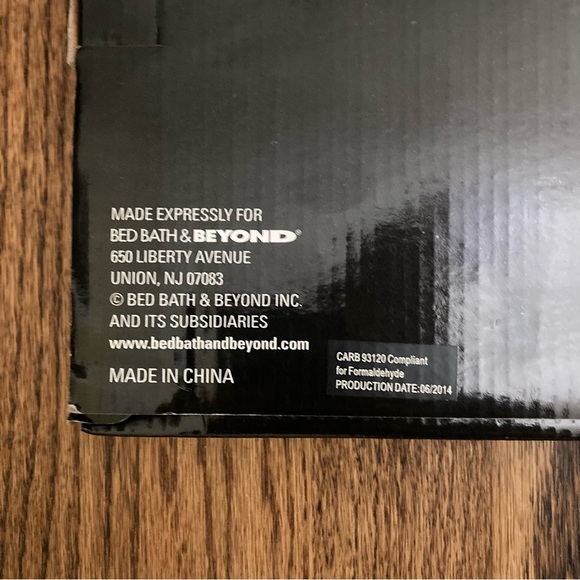 MADE EXPRESSLY FOR
BED BATH & BEYOND®
650 LIBERTY AVENUE
UNION, NJ 07083
© BED BATH & BEYOND INC.
AND ITS SUBSIDIARIES
www.bedbathandbeyond.com
MADE IN CHINA
CARB 93120 Compliant
for Formaldehyde
PRODUCTION DATE:06/2014